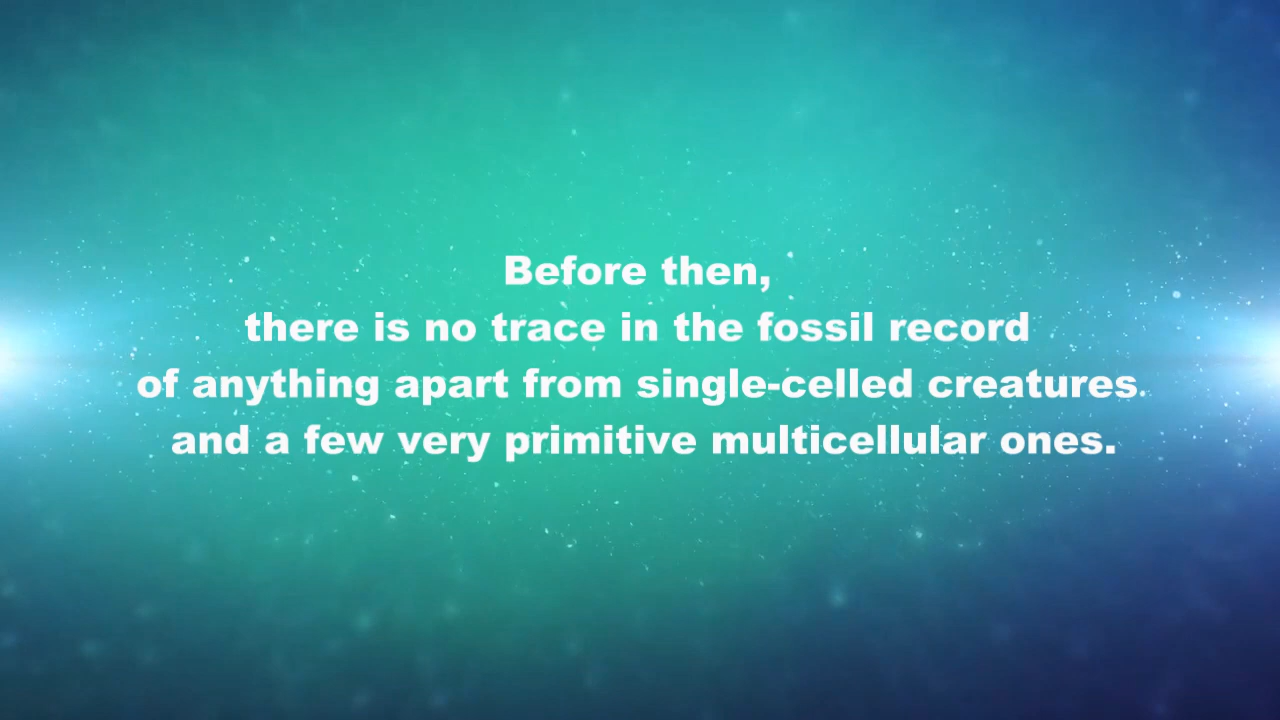 Before then,
there is no trace in the fossil record
of anything apart from single-celled creatures
and a few very primitive multicellular ones.